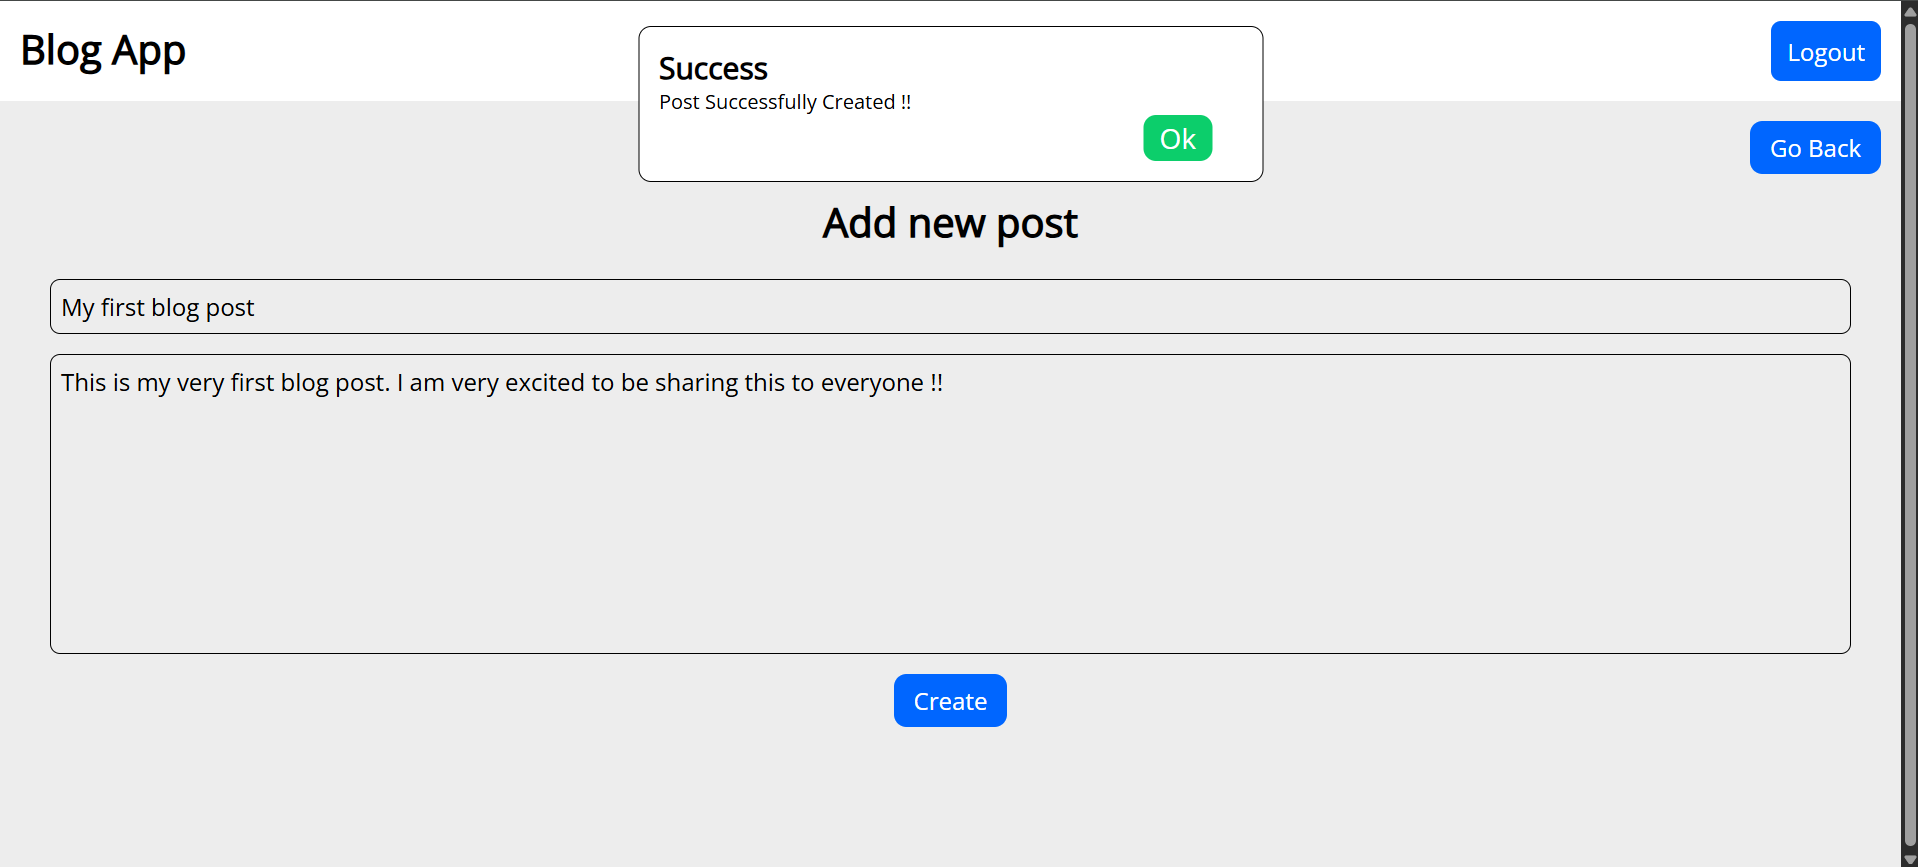 Blog App
Success
Post Successfully Created !!
Ok
Logout
Go Back
Add new post
My first blog post
This is my very first blog post. I am very excited to be sharing this to everyone !!
Create